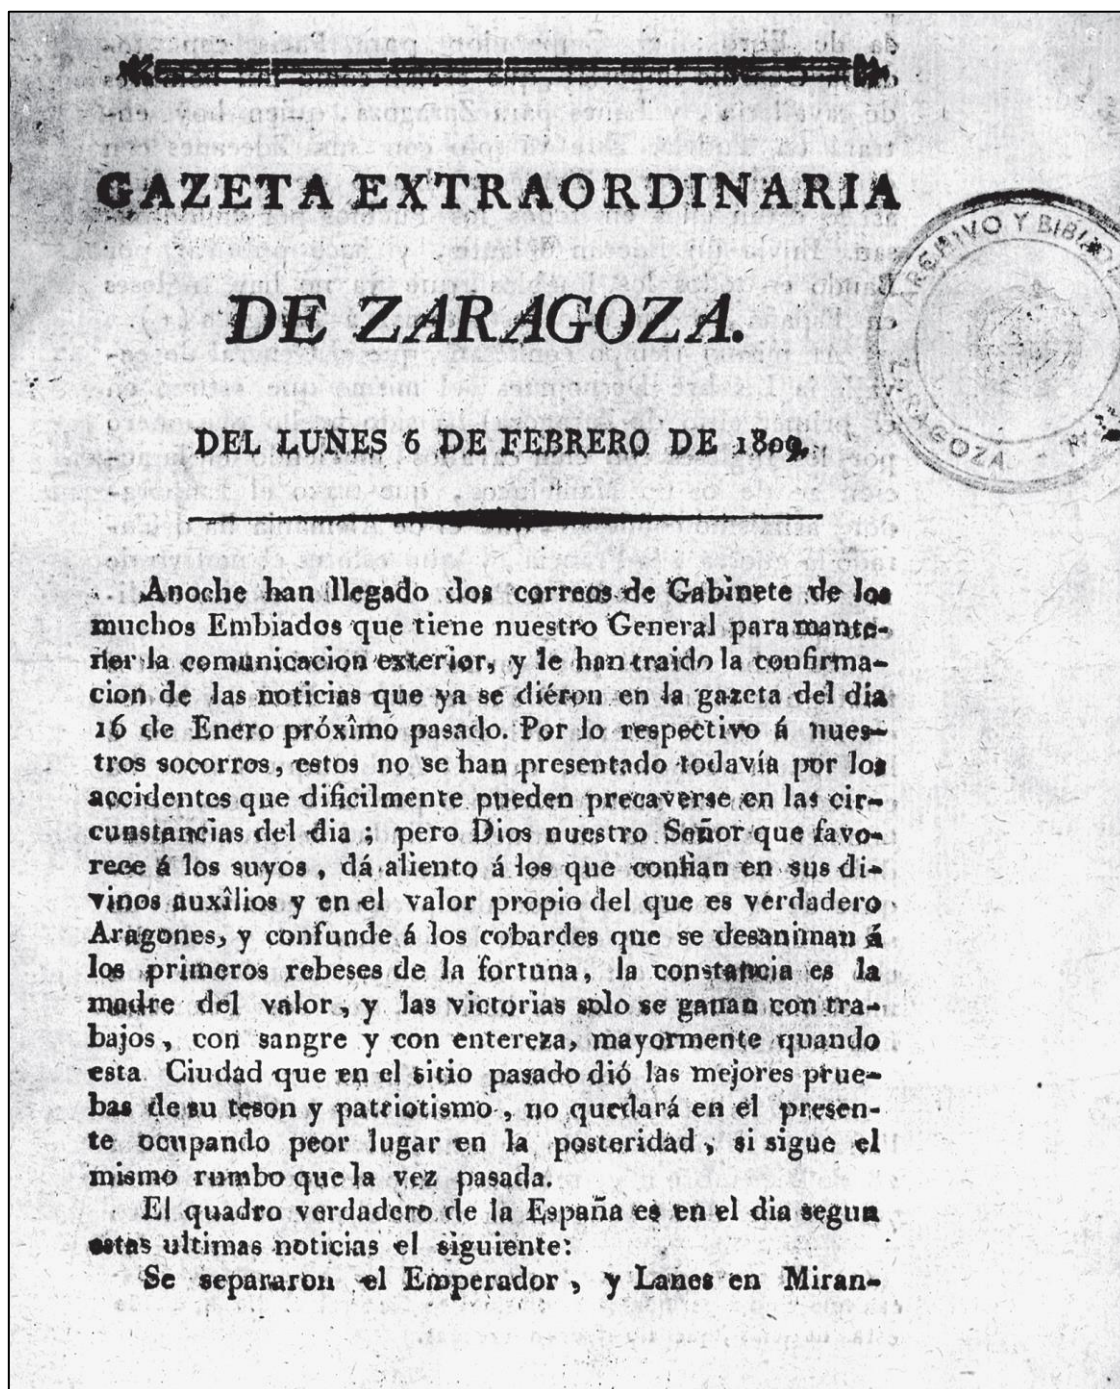 GAZETA EXTRAORDINARIA
DE ZARAGOZA.
DEL LUNES 6 DE FEBRERO DE 1809.
ARCHIVO Y BIBLIO
ZARAGOZA
Anoche han llegado dos correos de Gabinete de los
muchos Embiados que tiene nuestro General para mante-
ner la comunicacion exterior, y le han traido la confirma-
cion de las noticias que ya se diéron en la gazeta del dia
16 de Enero próxîmo pasado. Por lo respectivo á nues-
tros socorros, estos no se han presentado todavía por los
accidentes que dificilmente pueden precaverse en las cir-
cunstancias del dia ; pero Dios nuestro Señor que favo-
rece á los suyos , dá aliento á los que confian en sus di-
vinos auxîlios y en el valor propio del que es verdadero
Aragones, y confunde á los cobardes que se desaniman á
los primeros rebeses de la fortuna, la constancia es la
madre del valor, y las victorias solo se ganan con tra-
bajos, con sangre y con entereza, mayormente quando
esta Ciudad que en el sitio pasado dió las mejores prue-
bas de su teson y patriotismo , no quedará en el presen-
te ocupando peor lugar en la posteridad , si sigue el
mismo rumbo que la vez pasada.
El quadro verdadero de la España es en el dia segun
estas ultimas noticias el siguiente:
Se separaron el Emperador , y Lanes en Miran-